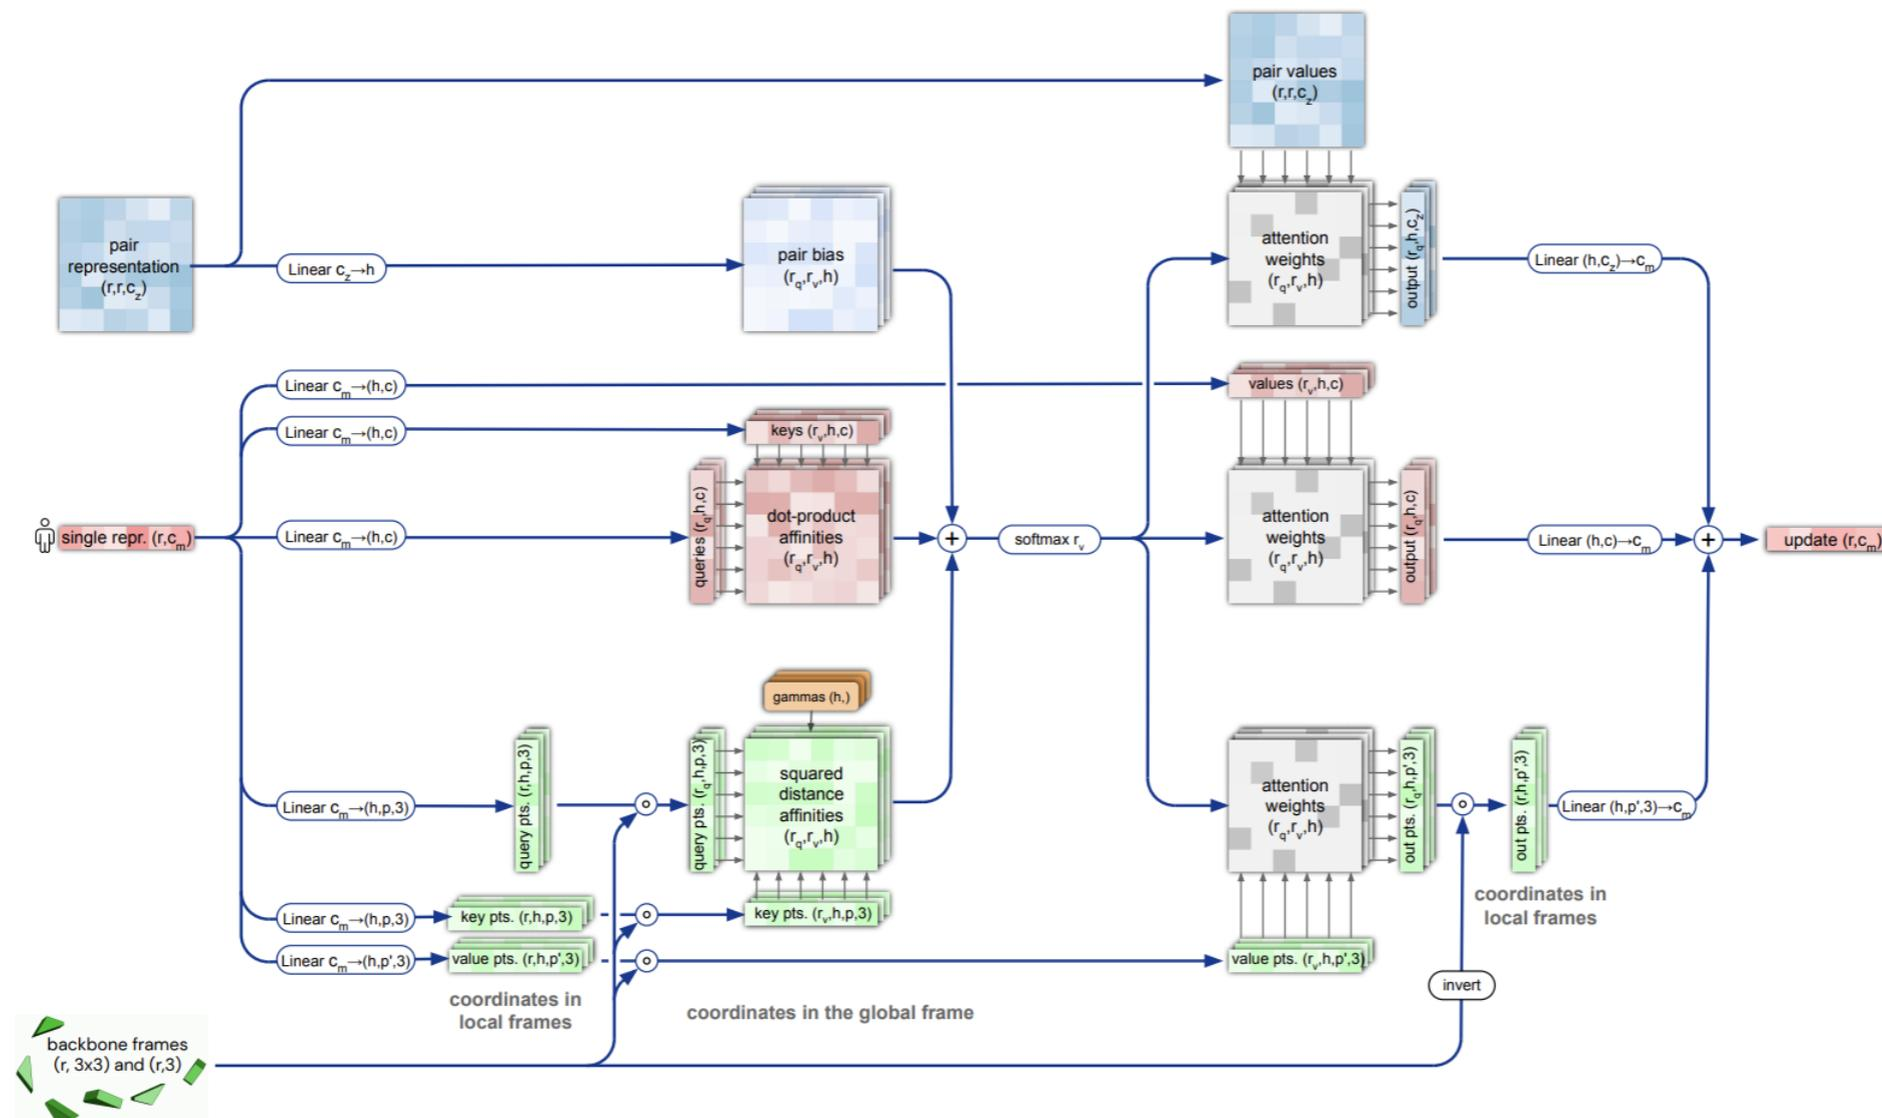 pair values
(r,r,c_z)
pair
representation
(r,r,c_z)
Linear c_z→h
pair bias
(r_q,r_v,h)
attention
weights
(r_q,r_v,h)
output (r_q,h,c_z)
Linear (h,c_z)→c_m
Linear c_m→(h,c)
values (r_v,h,c)
Linear c_m→(h,c)
keys (r_v,h,c)
single repr. (r,c_m)
Linear c_m→(h,c)
queries (r_q,h,c)
dot-product
affinities
(r_q,r_v,h)
+
softmax r_v
attention
weights
(r_q,r_v,h)
output (r_q,h,c)
Linear (h,c)→c_m
+
update (r,c_m)
gammas (h,)
Linear c_m→(h,p,3)
query pts. (r,h,p,3)
query pts. (r_q,h,p,3)
squared
distance
affinities
(r_q,r_v,h)
attention
weights
(r_q,r_v,h)
out pts. (r_q,h,p',3)
out pts. (r,h,p',3)
Linear (h,p',3)→c_m
coordinates in
local frames
Linear c_m→(h,p,3)
key pts. (r,h,p,3)
key pts. (r_v,h,p,3)
Linear c_m→(h,p',3)
value pts. (r,h,p',3)
value pts. (r_v,h,p',3)
invert
coordinates in
local frames
coordinates in the global frame
backbone frames
(r, 3x3) and (r,3)